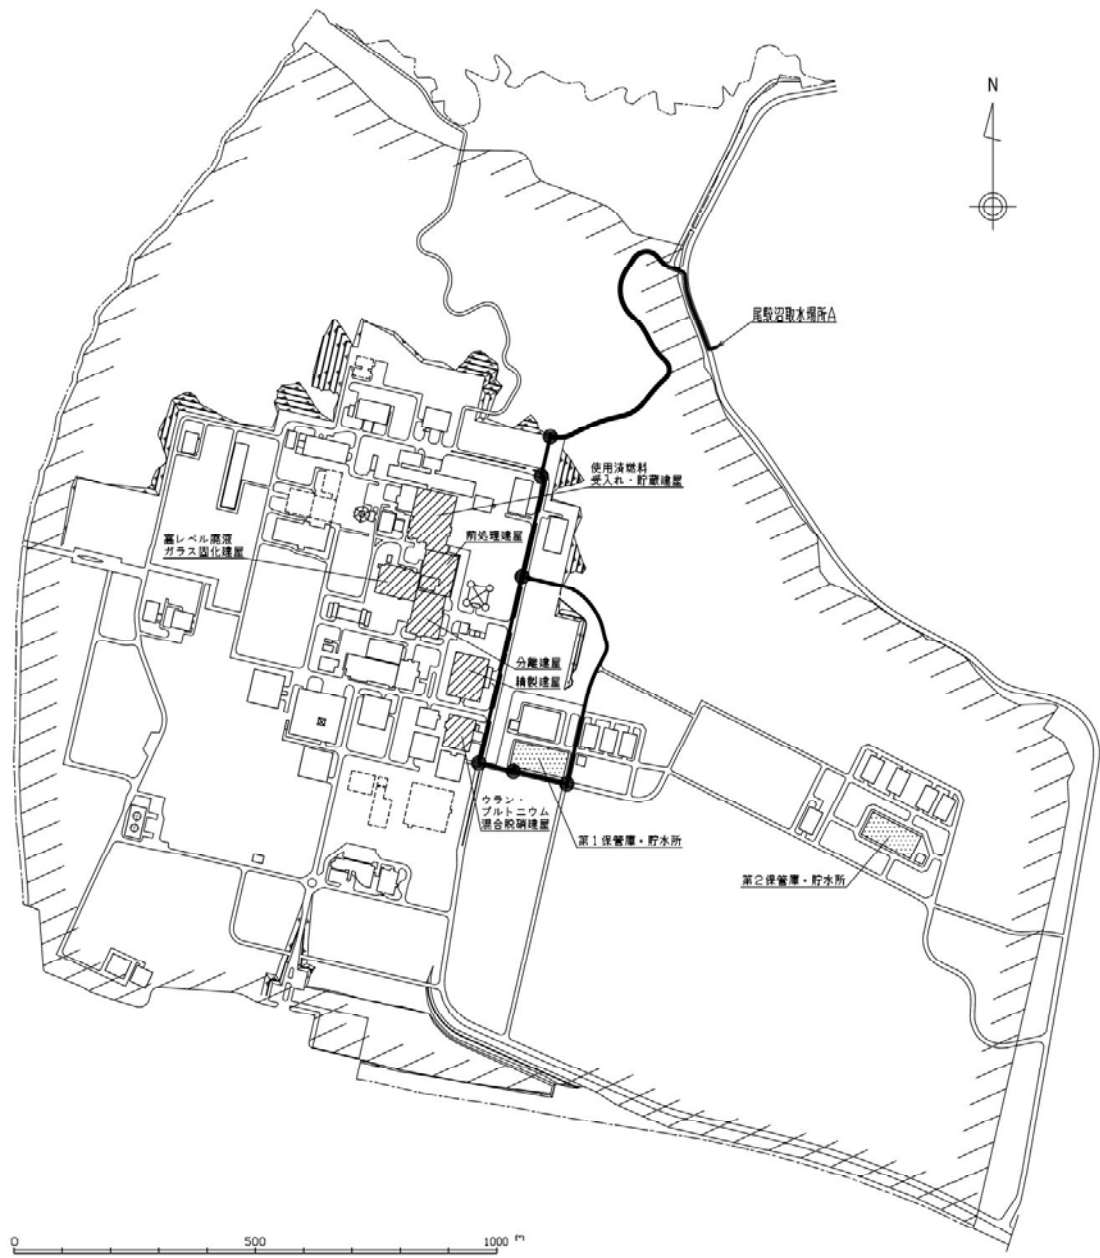 N
尾駮沼取水場所A
使用済燃料
受入れ・貯蔵建屋
前処理建屋
高レベル廃液
ガラス固化建屋
分離建屋
精製建屋
ウラン・
プルトニウム
混合脱硝建屋
第1保管庫・貯水所
第2保管庫・貯水所
0 500 1000 m